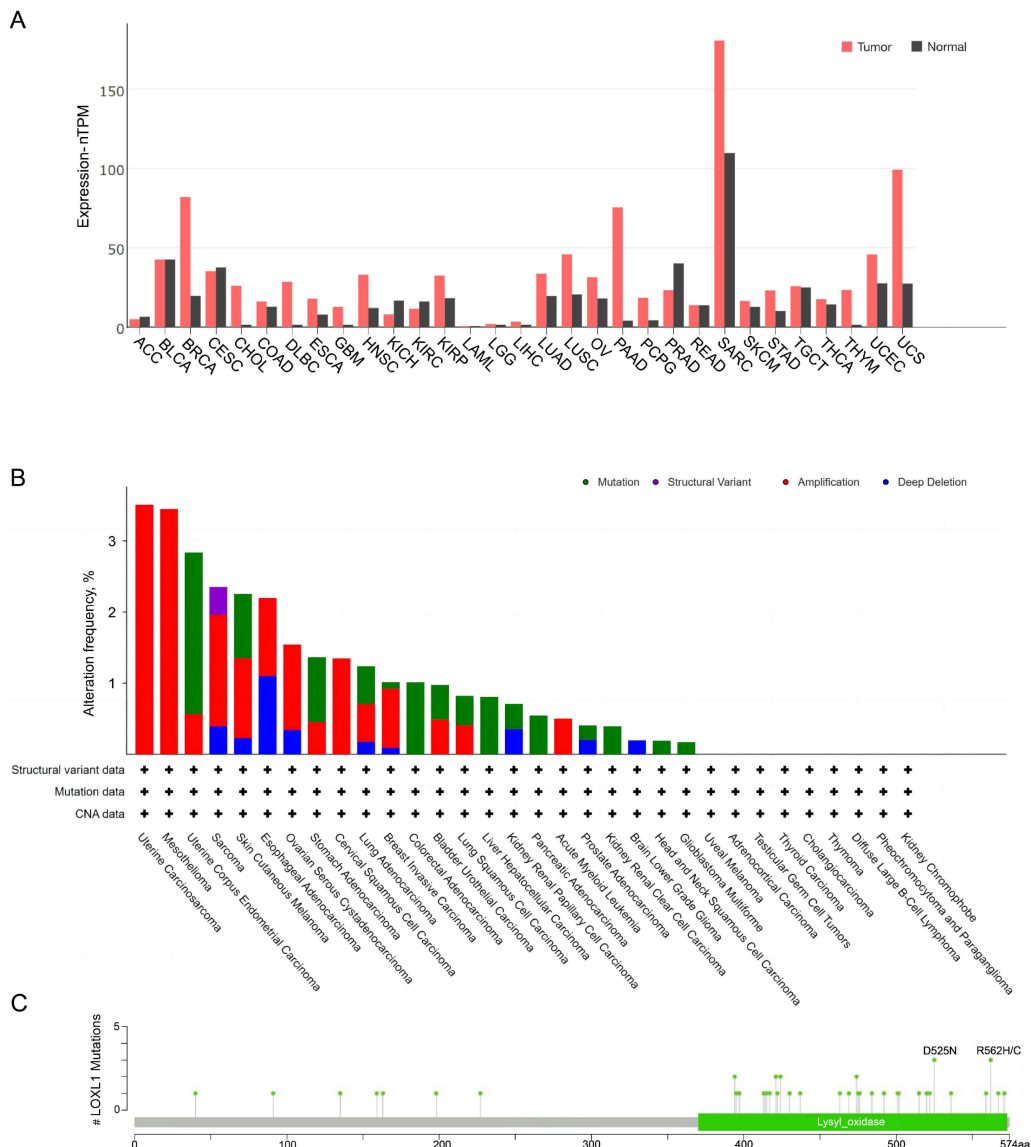 A
Tumor Normal
Expression-nTPM
150
100
50
0
ACC BLCA BRCA CESC CHOL COAD DLBC ESCA GBM HNSC KICH KIRC KIRP LAML LGG LIHC LUAD LUSC OV PAAD PCPG PRAD READ SARC SKCM STAD TGCT THCA THYM UCEC UCS
B
Mutation Structural Variant Amplification Deep Deletion
Alteration frequency, %
3
2
1
Structural variant data
Mutation data
CNA data
Uterine Carcinosarcoma
Mesothelioma
Uterine Corpus Endometrial Carcinoma
Sarcoma
Skin Cutaneous Melanoma
Esophageal Adenocarcinoma
Ovarian Serous Cystadenocarcinoma
Stomach Adenocarcinoma
Cervical Squamous Cell Carcinoma
Lung Adenocarcinoma
Breast Invasive Carcinoma
Colorectal Adenocarcinoma
Bladder Urothelial Carcinoma
Lung Squamous Cell Carcinoma
Liver Hepatocellular Carcinoma
Kidney Renal Papillary Cell Carcinoma
Pancreatic Adenocarcinoma
Acute Myeloid Leukemia
Prostate Adenocarcinoma
Kidney Renal Clear Cell Carcinoma
Brain Lower Grade Glioma
Head and Neck Squamous Cell Carcinoma
Glioblastoma Multiforme
Uveal Melanoma
Adrenocortical Carcinoma
Testicular Germ Cell Tumors
Thyroid Carcinoma
Cholangiocarcinoma
Thymoma
Diffuse Large B-Cell Lymphoma
Pheochromocytoma and Paraganglioma
Kidney Chromophobe
C
# LOXL1 Mutations
5
0
D525N R562H/C
Lysyl_oxidase
0 100 200 300 400 500 574aa